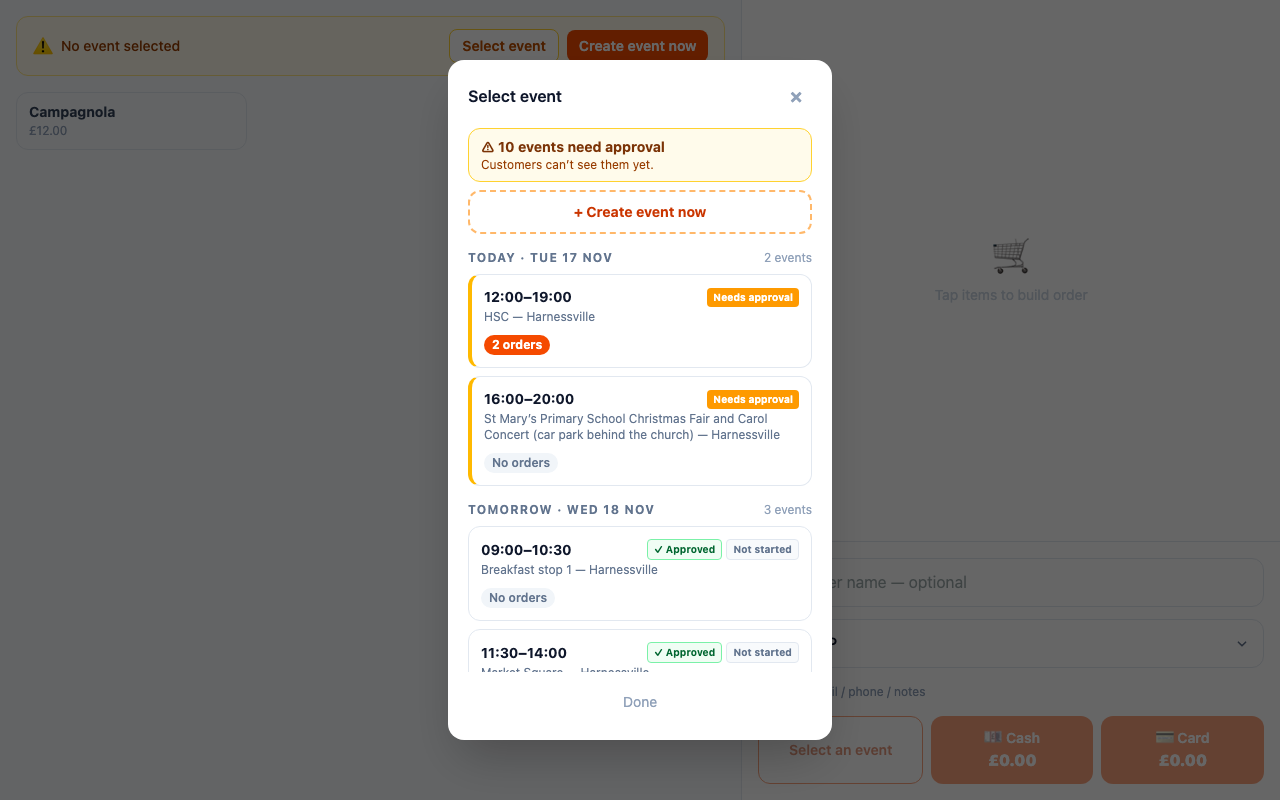 No event selected
Select event
Create event now
Campagnola
£12.00
Select event
10 events need approval
Customers can't see them yet.
+ Create event now
TODAY · TUE 17 NOV
2 events
12:00–19:00
Needs approval
HSC — Harnessville
2 orders
16:00–20:00
Needs approval
St Mary's Primary School Christmas Fair and Carol
Concert (car park behind the church) — Harnessville
No orders
TOMORROW · WED 18 NOV
3 events
09:00–10:30
✓ Approved
Not started
Breakfast stop 1 — Harnessville
No orders
11:30–14:00
✓ Approved
Not started
Market Square — Harnessville
Done
Tap items to build order
name — optional
/ phone / notes
Select an event
Cash
£0.00
Card
£0.00